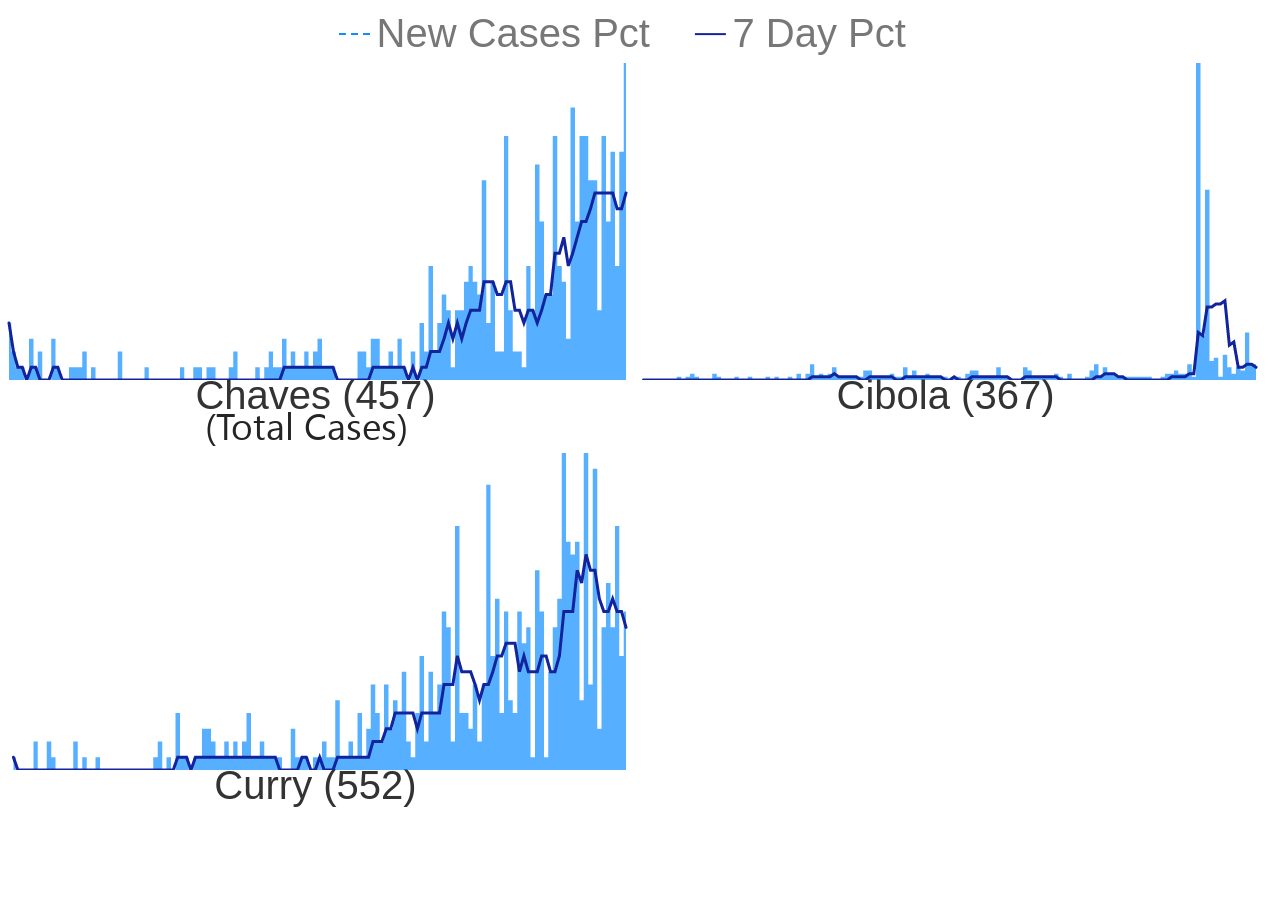 New Cases Pct 7 Day Pct
Chaves (457) Cibola (367)
(Total Cases)
Curry (552)